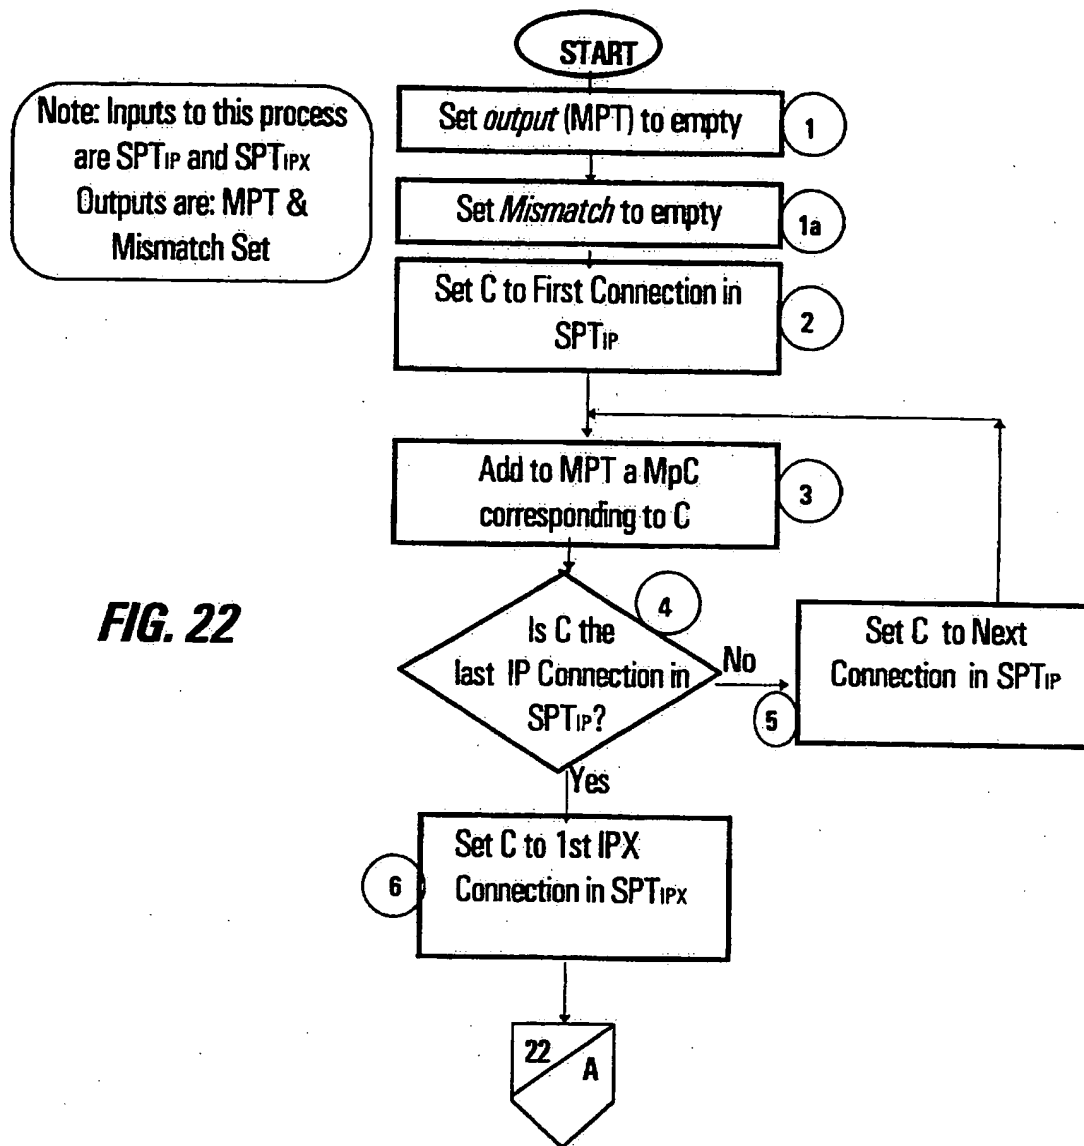 START
Note: Inputs to this process
are SPTIP and SPTIPX
Outputs are: MPT &
Mismatch Set
Set output (MPT) to empty
1
Set Mismatch to empty
1a
Set C to First Connection in
SPTIP
2
Add to MPT a MpC
corresponding to C
3
FIG. 22
4
Is C the
last IP Connection in
SPTIP?
No
5
Set C to Next
Connection in SPTIP
Yes
6
Set C to 1st IPX
Connection in SPTIPX
22
A